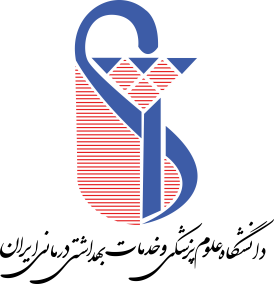 دانشگاه علوم پزشکی و خدمات بهداشتی درمانی ایران